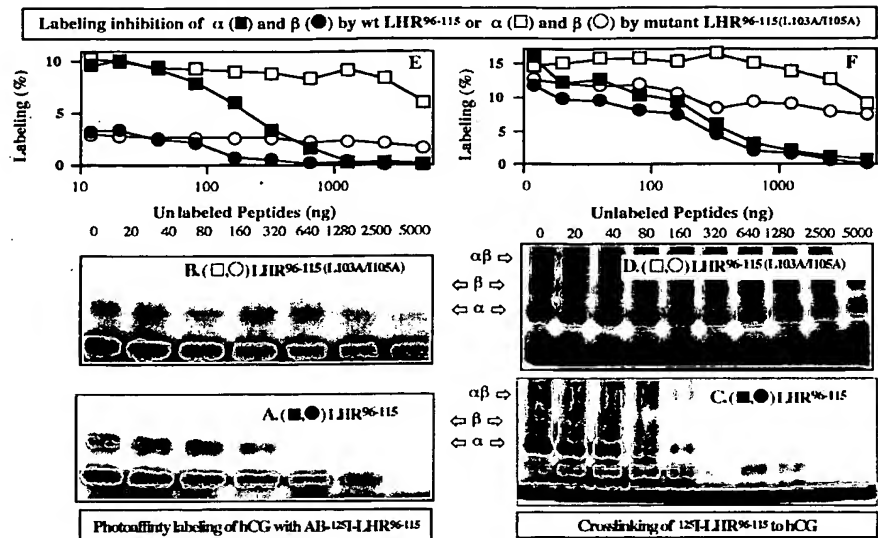 Labeling inhibition of α (■) and β (●) by wt LHR96-115 or α (□) and β (○) by mutant LHR96-115(L103A/I105A)
E
Labeling (%)
10
5
0
10 100 1000
Unlabeled Peptides (ng)
F
Labeling (%)
15
10
5
0
0 100 1000
Unlabeled Peptides (ng)
0 20 40 80 160 320 640 1280 2500 5000
0 20 40 80 160 320 640 1280 2500 5000
B. (□,○) LHR96-115(L103A/I105A)
αβ ⇨
⇦ β ⇨
⇦ α ⇨
D. (□,○) LHR96-115(L103A/I105A)
A. (■,●) LHR96-115
αβ ⇨
⇦ β ⇨
⇦ α ⇨
C. (■,●) LHR96-115
Photoaffinty labeling of hCG with AB-125I-LHR96-115
Crosslinking of 125I-LHR96-115 to hCG